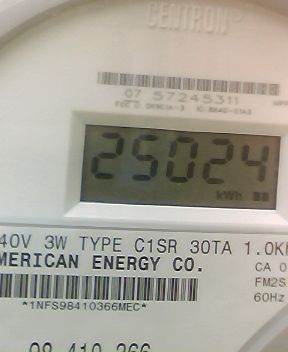 CENTRON
07 57245311
25024
kWh
40V 3W TYPE C1SR 30TA 1.0K
MERICAN ENERGY CO.
CA 0
FM2S
60Hz
*1NFS98410366MEC*
98 410 366